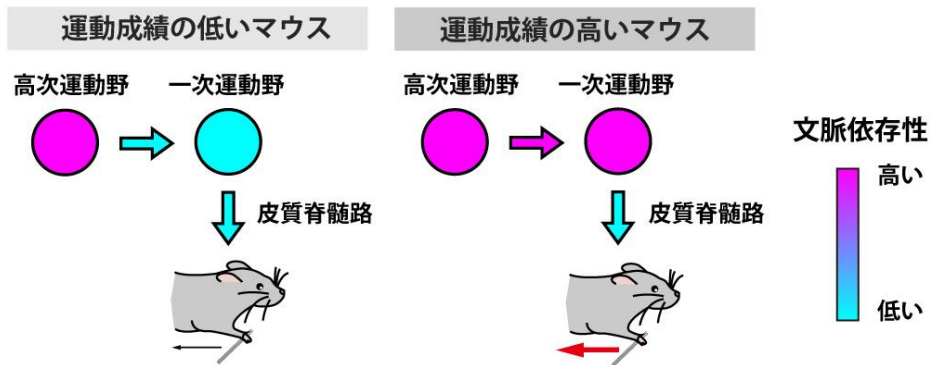 運動成績の低いマウス
運動成績の高いマウス
高次運動野
一次運動野
高次運動野
一次運動野
文脈依存性
高い
皮質脊髄路
皮質脊髄路
低い